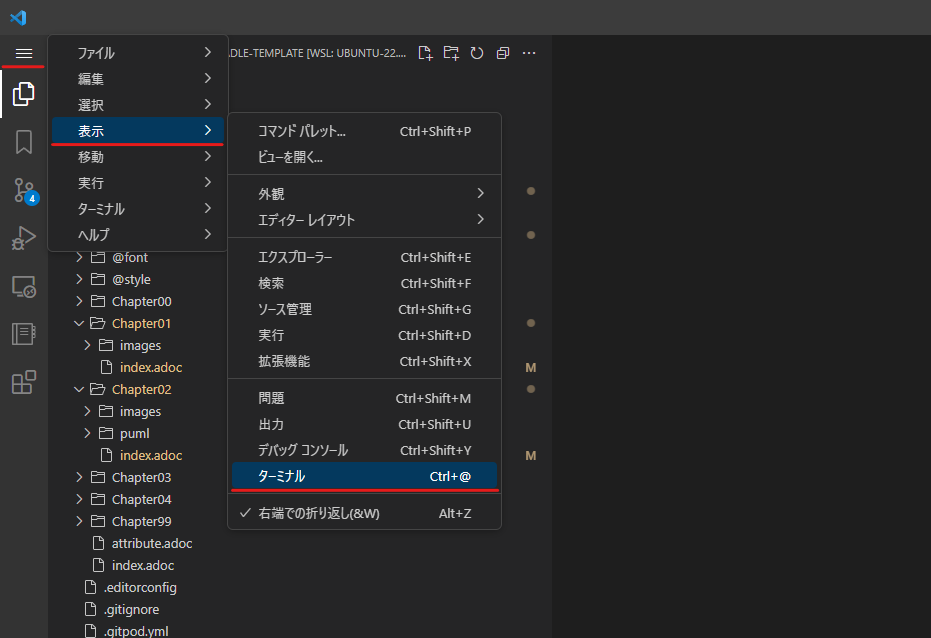 ファイル
編集
選択
表示
移動
実行
ターミナル
ヘルプ
DLE-TEMPLATE [WSL: UBUNTU-22....
コマンド パレット... Ctrl+Shift+P
ビューを開く...
外観
エディター レイアウト
エクスプローラー Ctrl+Shift+E
検索 Ctrl+Shift+F
ソース管理 Ctrl+Shift+G
実行 Ctrl+Shift+D
拡張機能 Ctrl+Shift+X
問題 Ctrl+Shift+M
出力 Ctrl+Shift+U
デバッグ コンソール Ctrl+Shift+Y
ターミナル Ctrl+@
右端での折り返し(&W) Alt+Z
4
@font
@style
Chapter00
Chapter01
images
index.adoc M
Chapter02
images
puml
index.adoc M
Chapter03
Chapter04
Chapter99
attribute.adoc
index.adoc
.editorconfig
.gitignore
.gitpod.yml